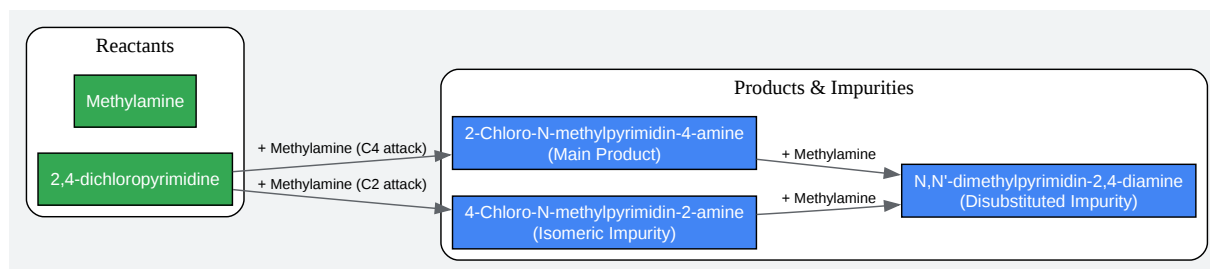 Reactants
Methylamine
2,4-dichloropyrimidine
+ Methylamine (C4 attack)
+ Methylamine (C2 attack)
Products & Impurities
2-Chloro-N-methylpyrimidin-4-amine
(Main Product)
4-Chloro-N-methylpyrimidin-2-amine
(Isomeric Impurity)
+ Methylamine
+ Methylamine
N,N'-dimethylpyrimidin-2,4-diamine
(Disubstituted Impurity)